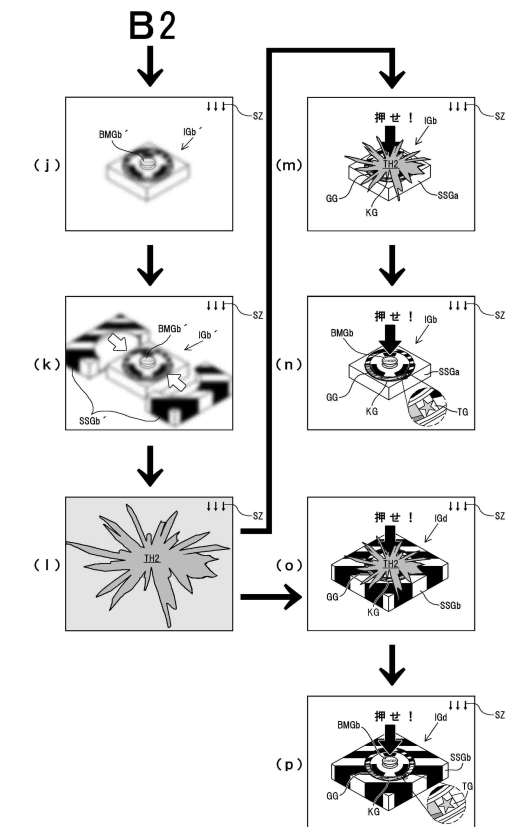 B2
(j)
BMGb´
IGb´
↓↓↓
SZ
(k)
BMGb´
IGb´
↓↓↓
SZ
SSGb´
(l)
TH2
↓↓↓
SZ
(m)
押せ！
IGb
↓↓↓
SZ
TH2
SSGa
GG
KG
(n)
押せ！
BMGb
IGb
↓↓↓
SZ
SSGa
GG
KG
TG
(o)
押せ！
IGd
↓↓↓
SZ
TH2
GG
KG
SSGb
(p)
押せ！
BMGb
IGd
↓↓↓
SZ
SSGb
TG
GG
KG